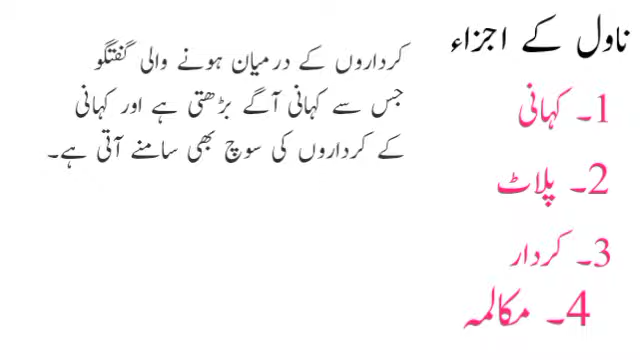 ناول کے اجزاء
1۔ کہانی
2۔ پلاٹ
3۔ کردار
4۔ مکالمہ
کرداروں کے درمیان ہونے والی گفتگو
جس سے کہانی آگے بڑھتی ہے اور کہانی
کے کرداروں کی سوچ بھی سامنے آتی ہے۔